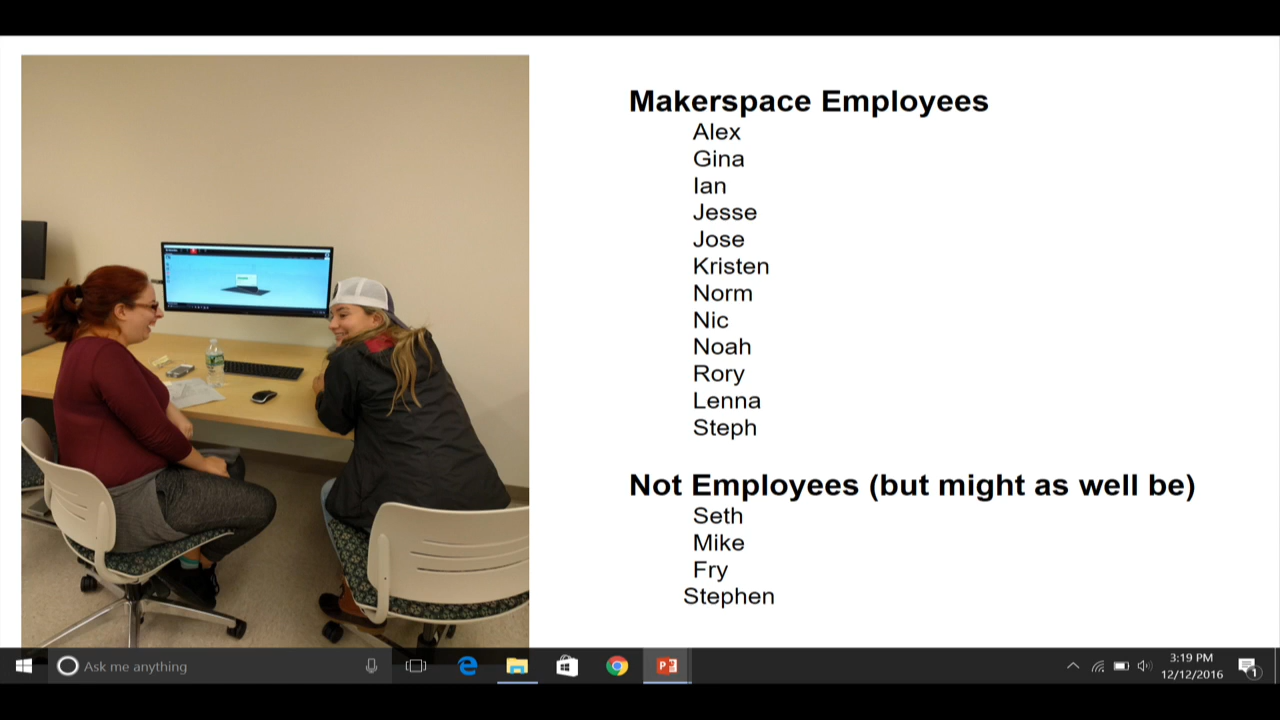 Makerspace Employees
Alex
Gina
Ian
Jesse
Jose
Kristen
Norm
Nic
Noah
Rory
Lenna
Steph
Not Employees (but might as well be)
Seth
Mike
Fry
Stephen
Ask me anything
3:19 PM
12/12/2016
1